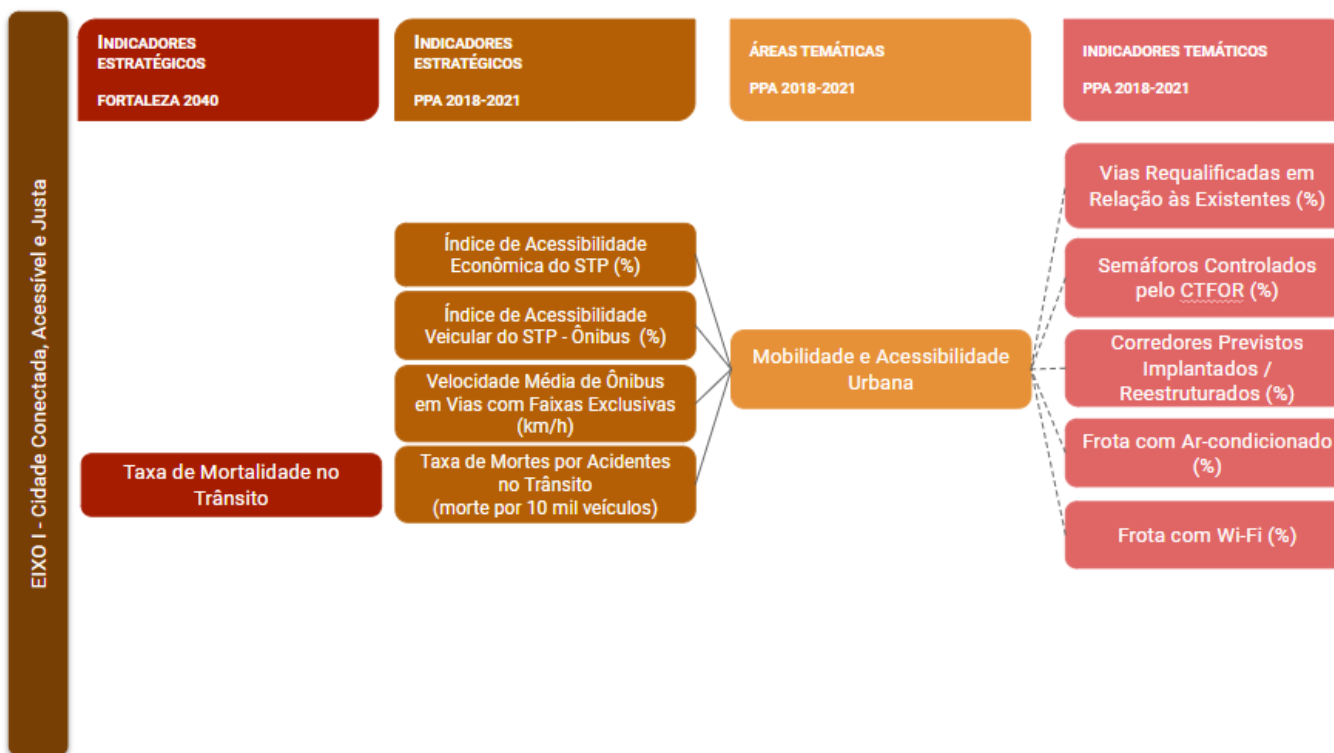 EIXO I - Cidade Conectada, Acessível e Justa
INDICADORES
ESTRATÉGICOS
FORTALEZA 2040
INDICADORES
ESTRATÉGICOS
PPA 2018-2021
ÁREAS TEMÁTICAS
PPA 2018-2021
INDICADORES TEMÁTICOS
PPA 2018-2021
Taxa de Mortalidade no
Trânsito
Índice de Acessibilidade
Econômica do STP (%)
Índice de Acessibilidade
Veicular do STP - Ônibus (%)
Velocidade Média de Ônibus
em Vias com Faixas Exclusivas
(km/h)
Taxa de Mortes por Acidentes
no Trânsito
(morte por 10 mil veículos)
Mobilidade e Acessibilidade
Urbana
Vias Requalificadas em
Relação às Existentes (%)
Semáforos Controlados
pelo CTFOR (%)
Corredores Previstos
Implantados /
Reestruturados (%)
Frota com Ar-condicionado
(%)
Frota com Wi-Fi (%)